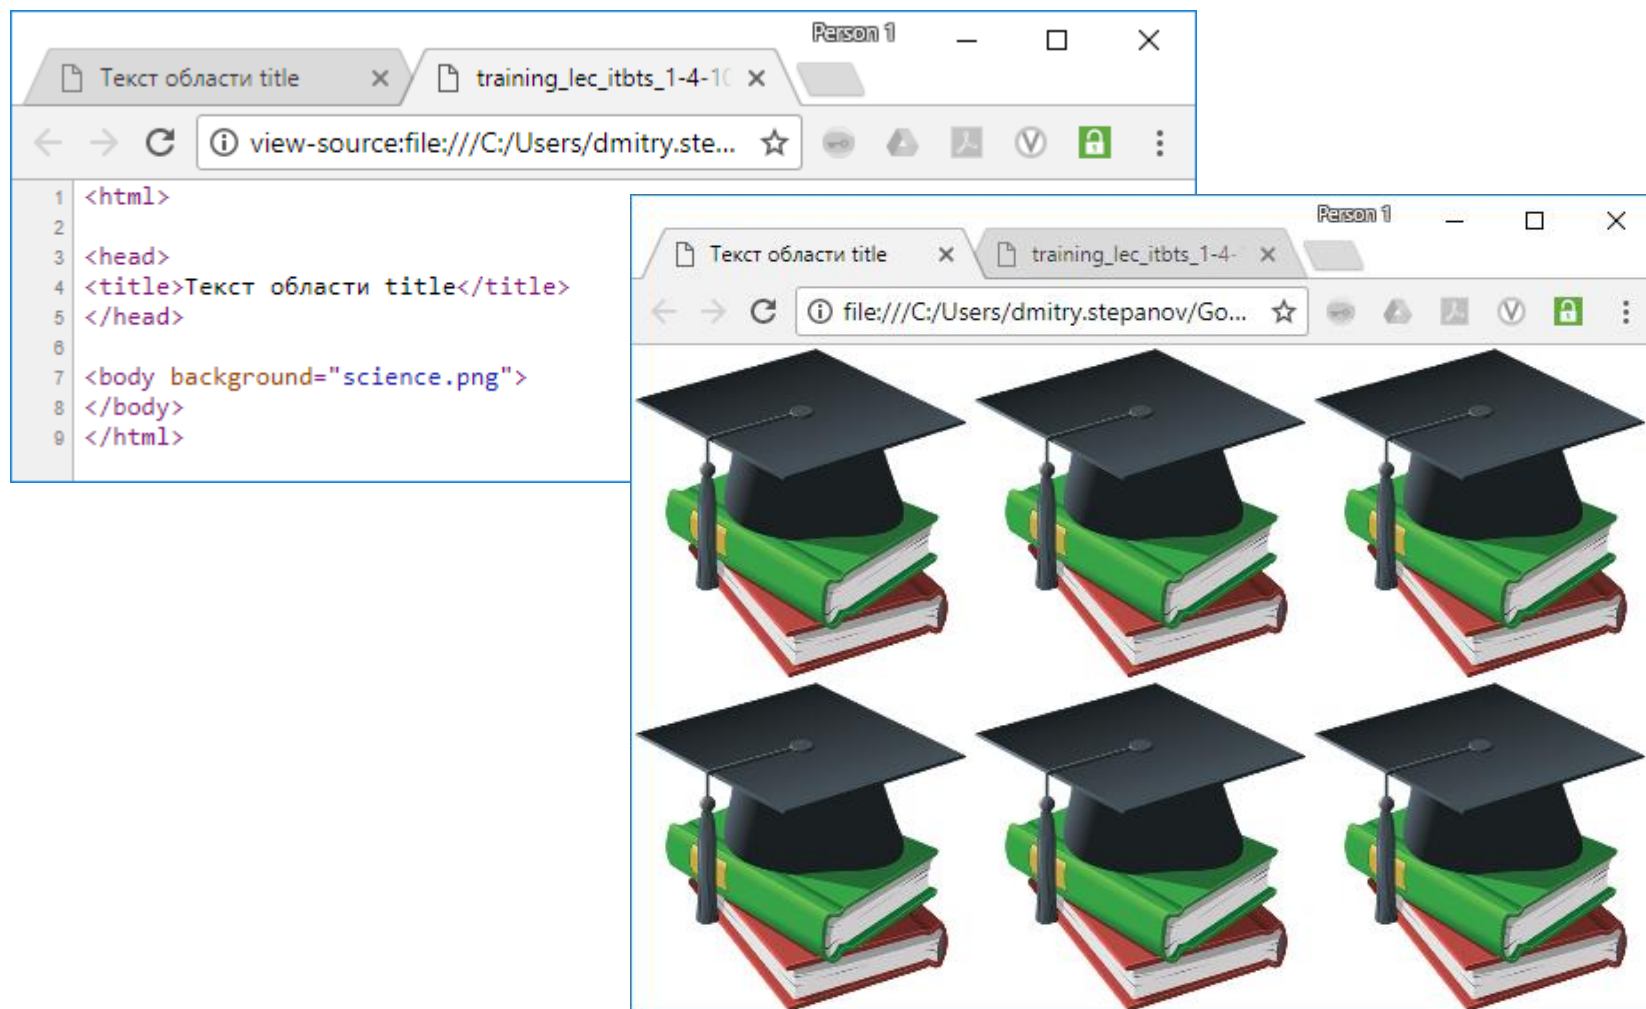 Person 1
Текст области title
training_lec_itbts_1-4-10
view-source:file:///C:/Users/dmitry.ste...
1 <html>
2
3 <head>
4 <title>Текст области title</title>
5 </head>
6
7 <body background="science.png">
8 </body>
9 </html>
Person 1
Текст области title
training_lec_itbts_1-4-
file:///C:/Users/dmitry.stepanov/Go...